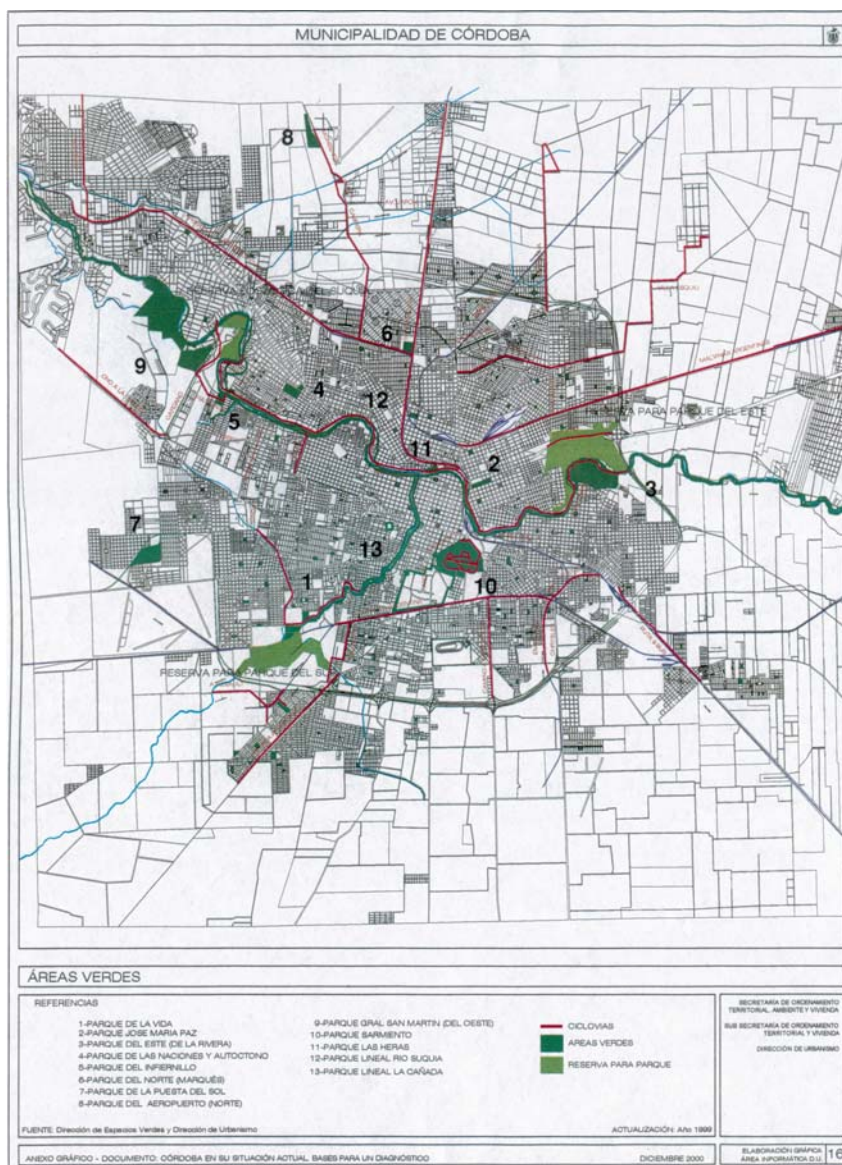 MUNICIPALIDAD DE CÓRDOBA
8
9
6
4
12
5
11
2
RESERVA PARA PARQUE DEL ESTE
3
7
13
1
10
RESERVA PARA PARQUE DEL SUR
MALVINAS ARGENTINAS
ÁREAS VERDES
REFERENCIAS
1-PARQUE DE LA VIDA
2-PARQUE JOSE MARIA PAZ
3-PARQUE DEL ESTE (DE LA RIVERA)
4-PARQUE DE LAS NACIONES Y AUTOCTONO
5-PARQUE DEL INFIERNILLO
6-PARQUE DEL NORTE (MARQUÉS)
7-PARQUE DE LA PUESTA DEL SOL
8-PARQUE DEL AEROPUERTO (NORTE)
9-PARQUE GRAL SAN MARTIN (DEL OESTE)
10-PARQUE SARMIENTO
11-PARQUE LAS HERAS
12-PARQUE LINEAL RIO SUQUIA
13-PARQUE LINEAL LA CAÑADA
CICLOVIAS
AREAS VERDES
RESERVA PARA PARQUE
SECRETARÍA DE ORDENAMIENTO
TERRITORIAL, AMBIENTE Y VIVIENDA
SUB SECRETARÍA DE ORDENAMIENTO
TERRITORIAL Y VIVIENDA
DIRECCIÓN DE URBANISMO
FUENTE: Dirección de Espacios Verdes y Dirección de Urbanismo
ACTUALIZACIÓN: Año 1999
ANEXO GRÁFICO - DOCUMENTO: CÓRDOBA EN SU SITUACIÓN ACTUAL. BASES PARA UN DIAGNÓSTICO
DICIEMBRE 2000
ELABORACIÓN GRÁFICA
ÁREA INFORMÁTICA D.U.
16